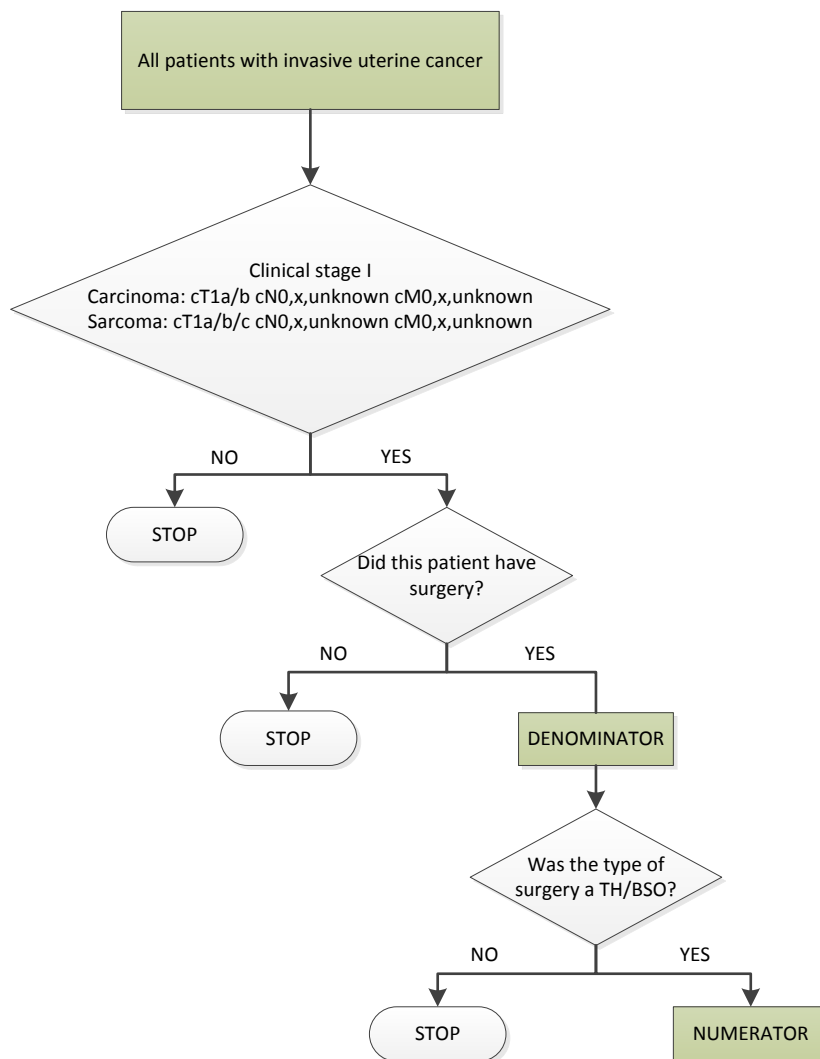 All patients with invasive uterine cancer
Clinical stage I
Carcinoma: cT1a/b cN0,x,unknown cM0,x,unknown
Sarcoma: cT1a/b/c cN0,x,unknown cM0,x,unknown
NO
YES
STOP
Did this patient have
surgery?
NO
YES
STOP
DENOMINATOR
Was the type of
surgery a TH/BSO?
NO
YES
STOP
NUMERATOR